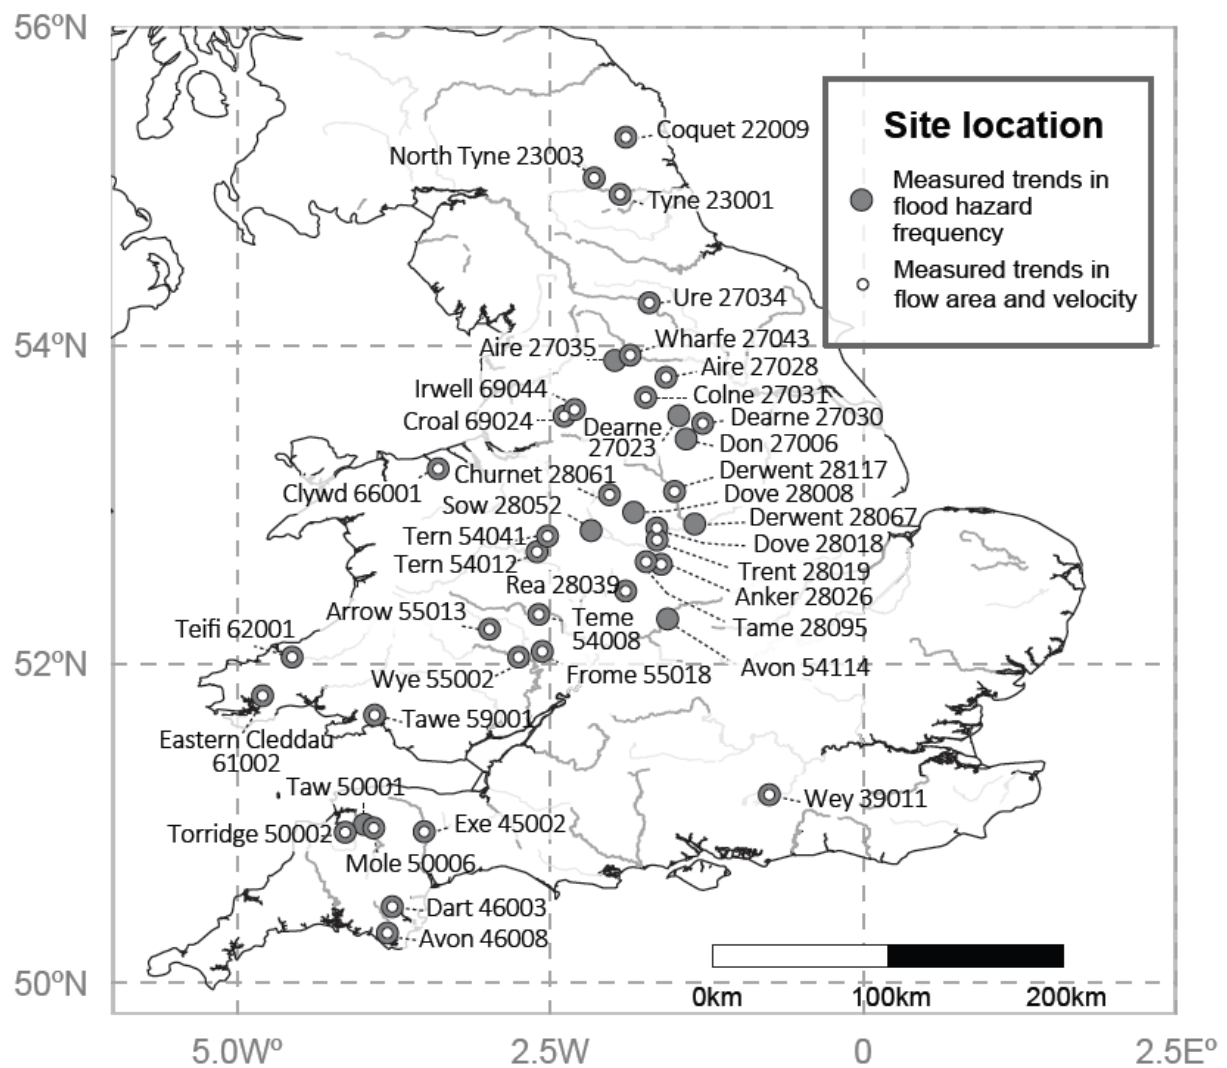 56°N
Site location
Coquet 22009
North Tyne 23003
Measured trends in
flood hazard
frequency
Tyne 23001
Measured trends in
flow area and velocity
Ure 27034
54°N
Wharfe 27043
Aire 27035
Aire 27028
Irwell 69044
Colne 27031
Croal 69024
Dearne
27023
Dearne 27030
Don 27006
Derwent 28117
Churnet 28061
Clywd 66001
Dove 28008
Sow 28052
Derwent 28067
Tern 54041
Dove 28018
Tern 54012
Trent 28019
Rea 28039
Anker 28026
Arrow 55013
Teme
54008
Tame 28095
Teifi 62001
52°N
Avon 54114
Wye 55002
Frome 55018
Tawe 59001
Eastern Cleddau
61002
Taw 50001
Wey 39011
Torridge 50002
Exe 45002
Mole 50006
Dart 46003
Avon 46008
50°N
0km
100km
200km
5.0Wº
2.5W
0
2.5Eº